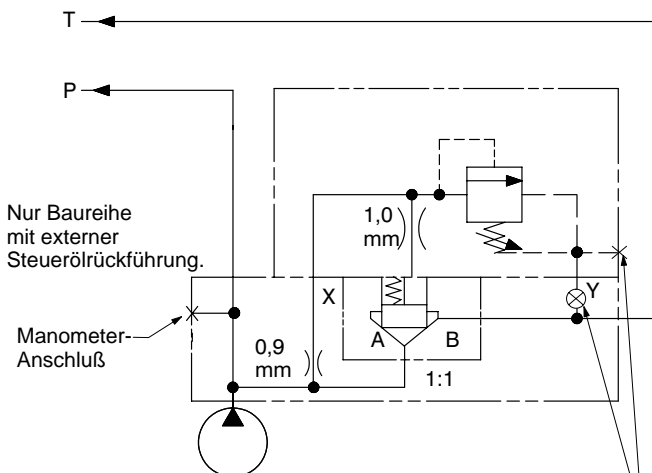 T
P
Nur Baureihe
mit externer
Steuerölrückführung.
1,0
mm
X
Y
Manometer-
Anschluß
A
B
0,9
mm
1:1